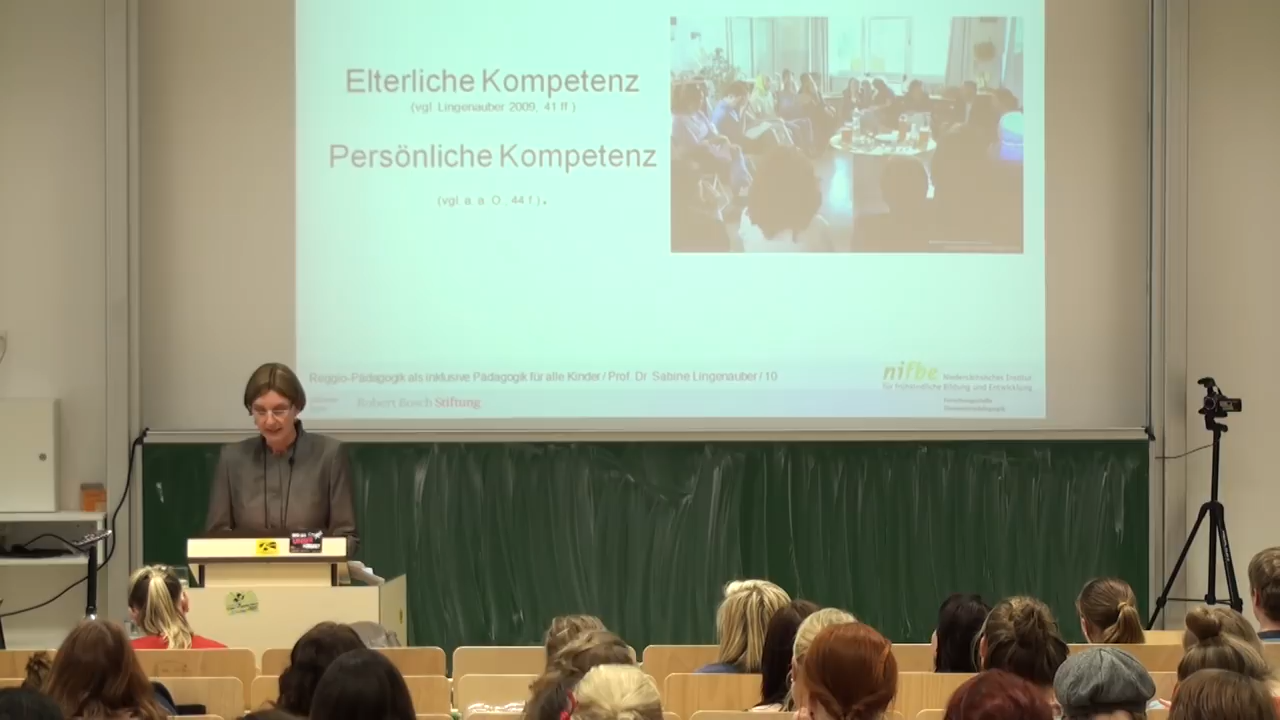 Elterliche Kompetenz
(vgl. Lingenauber 2009, 41 ff.)
Persönliche Kompetenz
(vgl. a. a. O., 44 f.).
Reggio-Pädagogik als inklusive Pädagogik für alle Kinder / Prof. Dr. Sabine Lingenauber / 10
Robert Bosch Stiftung
nifbe
Niedersächsisches Institut
für frühkindliche Bildung und Entwicklung